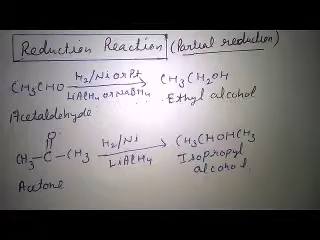 Reduction Reaction (Partial reduction)
H2/Ni or Pt
CH3CHO → CH3CH2OH
LiAlH4 or NaBH4
Acetaldehyde Ethyl alcohol
O
H2/Ni
CH3-C-CH3 → CH3CHOHCH3
LiAlH4
Acetone Isopropyl
alcohol